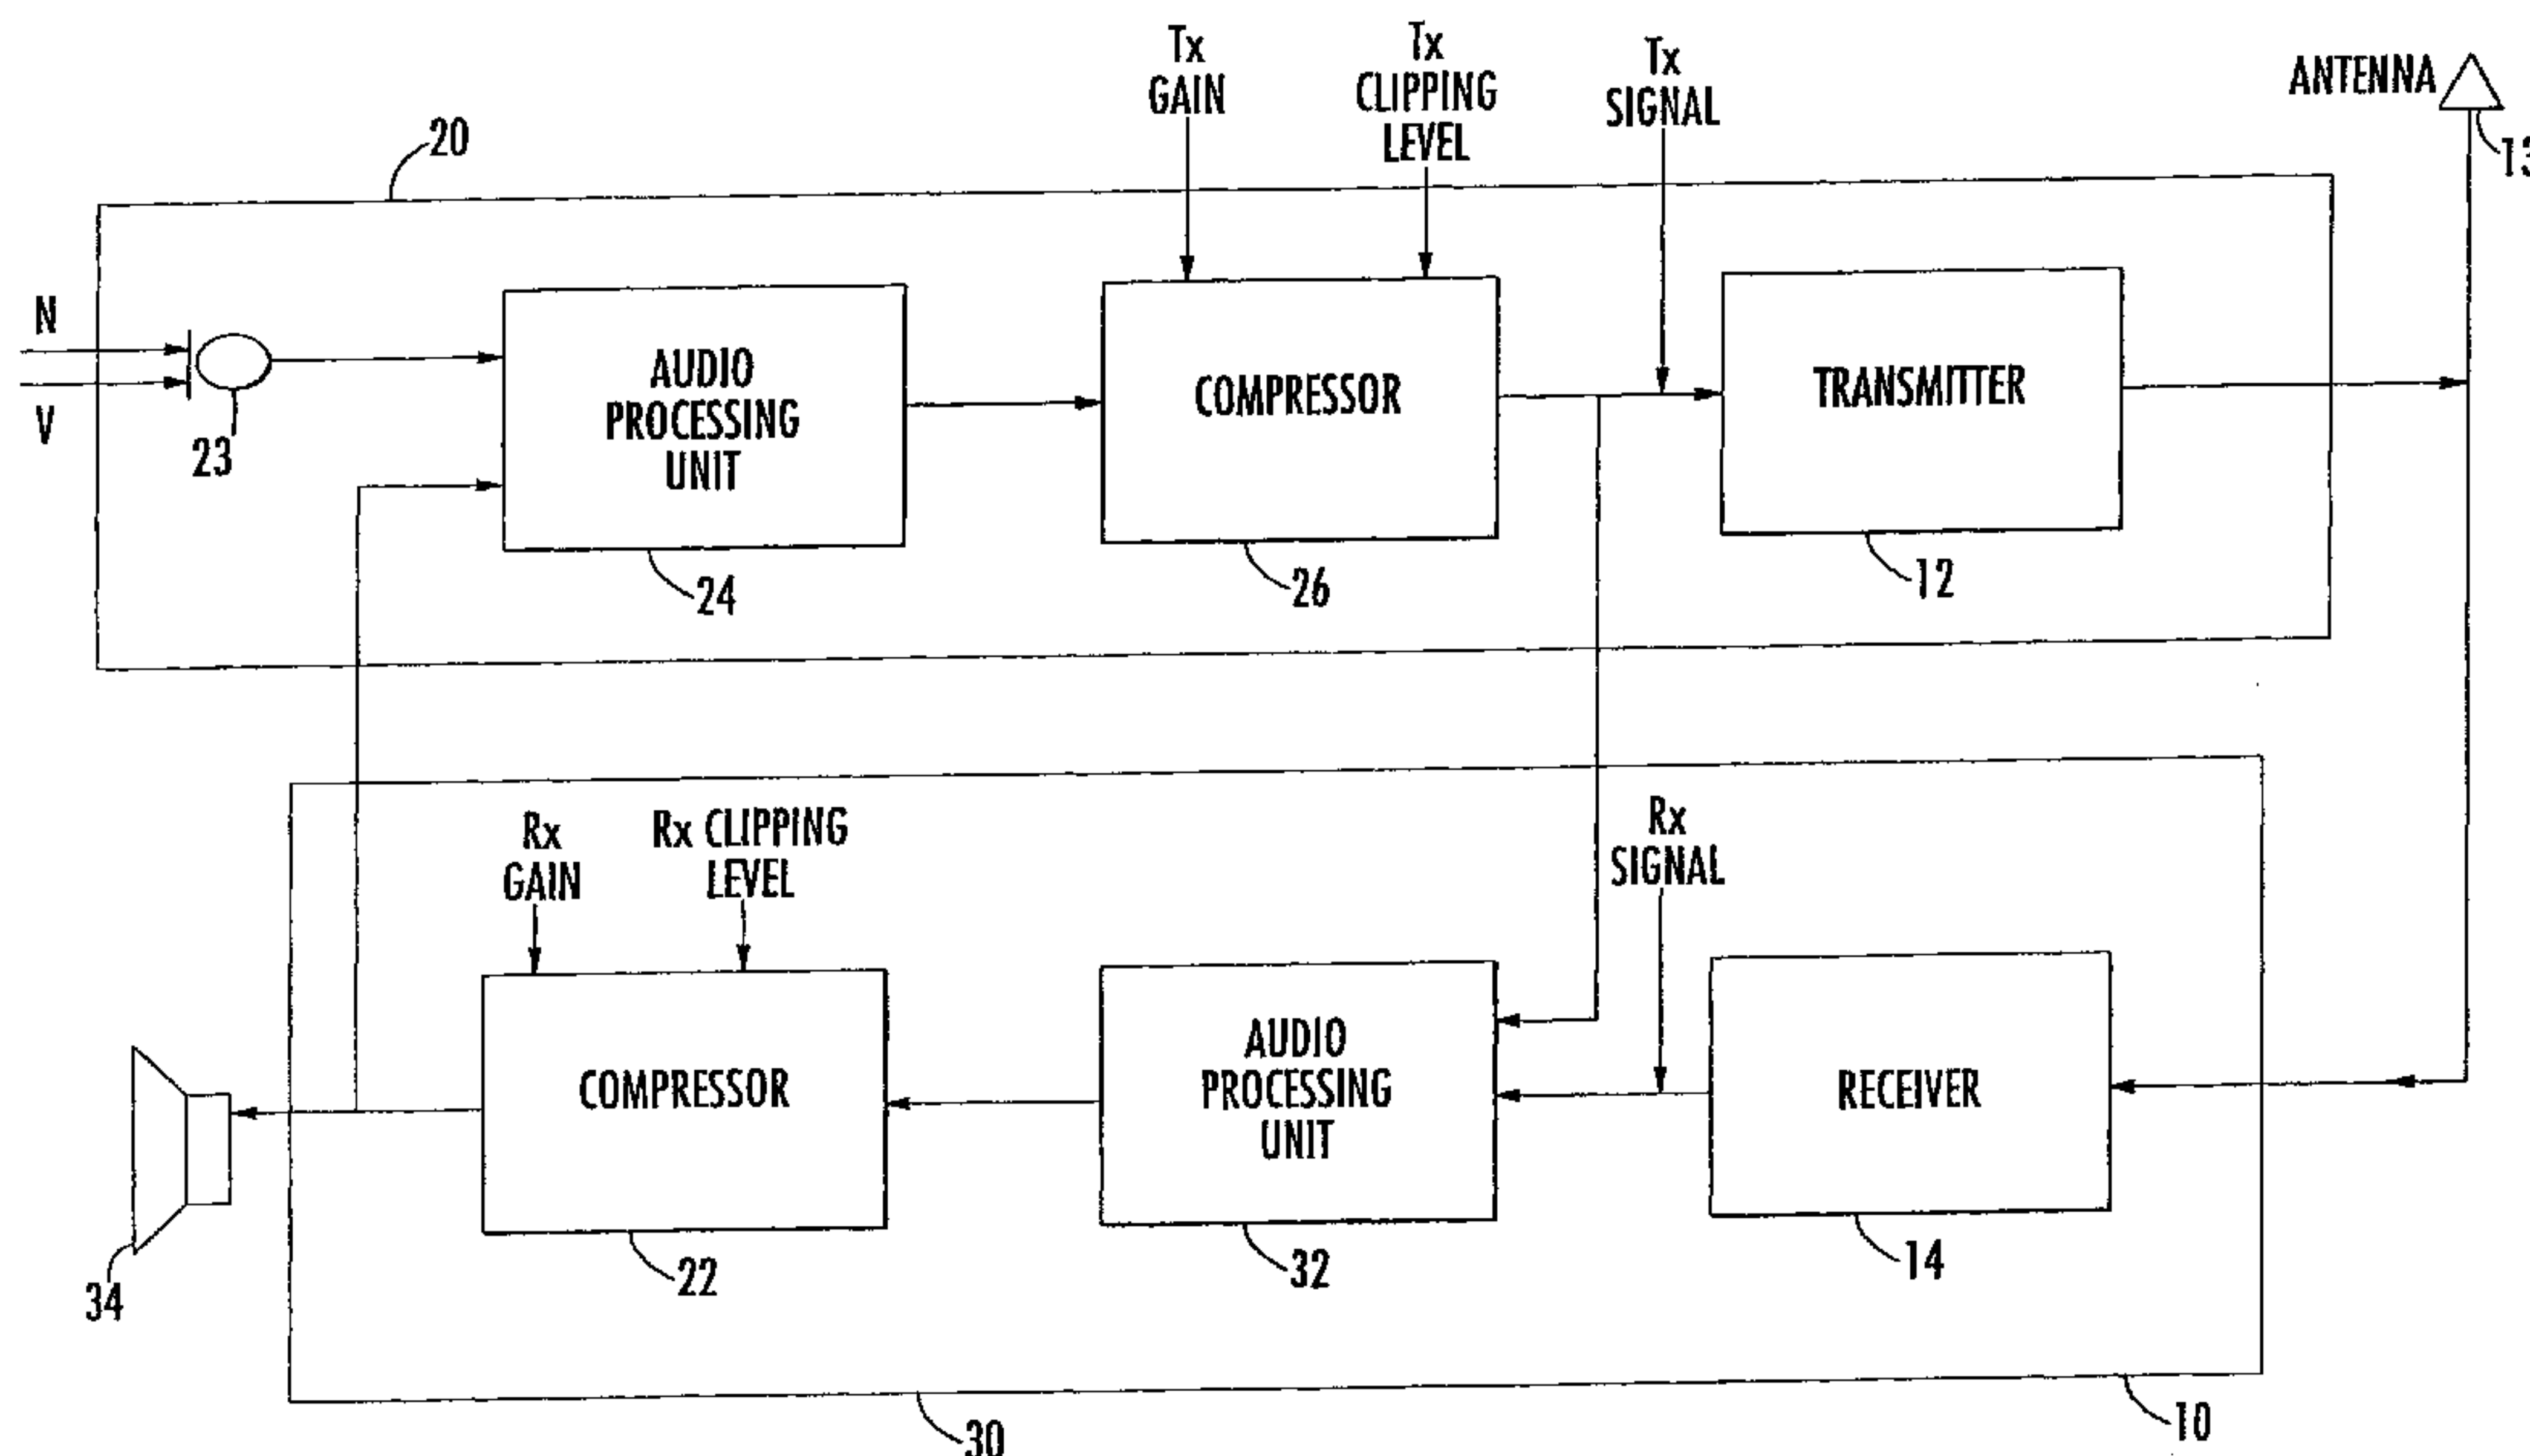 Tx
GAIN
Tx
CLIPPING
LEVEL
Tx
SIGNAL
ANTENNA
20
N
V
23
AUDIO
PROCESSING
UNIT
24
COMPRESSOR
26
TRANSMITTER
12
Rx
GAIN
Rx CLIPPING
LEVEL
Rx
SIGNAL
34
COMPRESSOR
22
AUDIO
PROCESSING
UNIT
32
RECEIVER
14
30
10